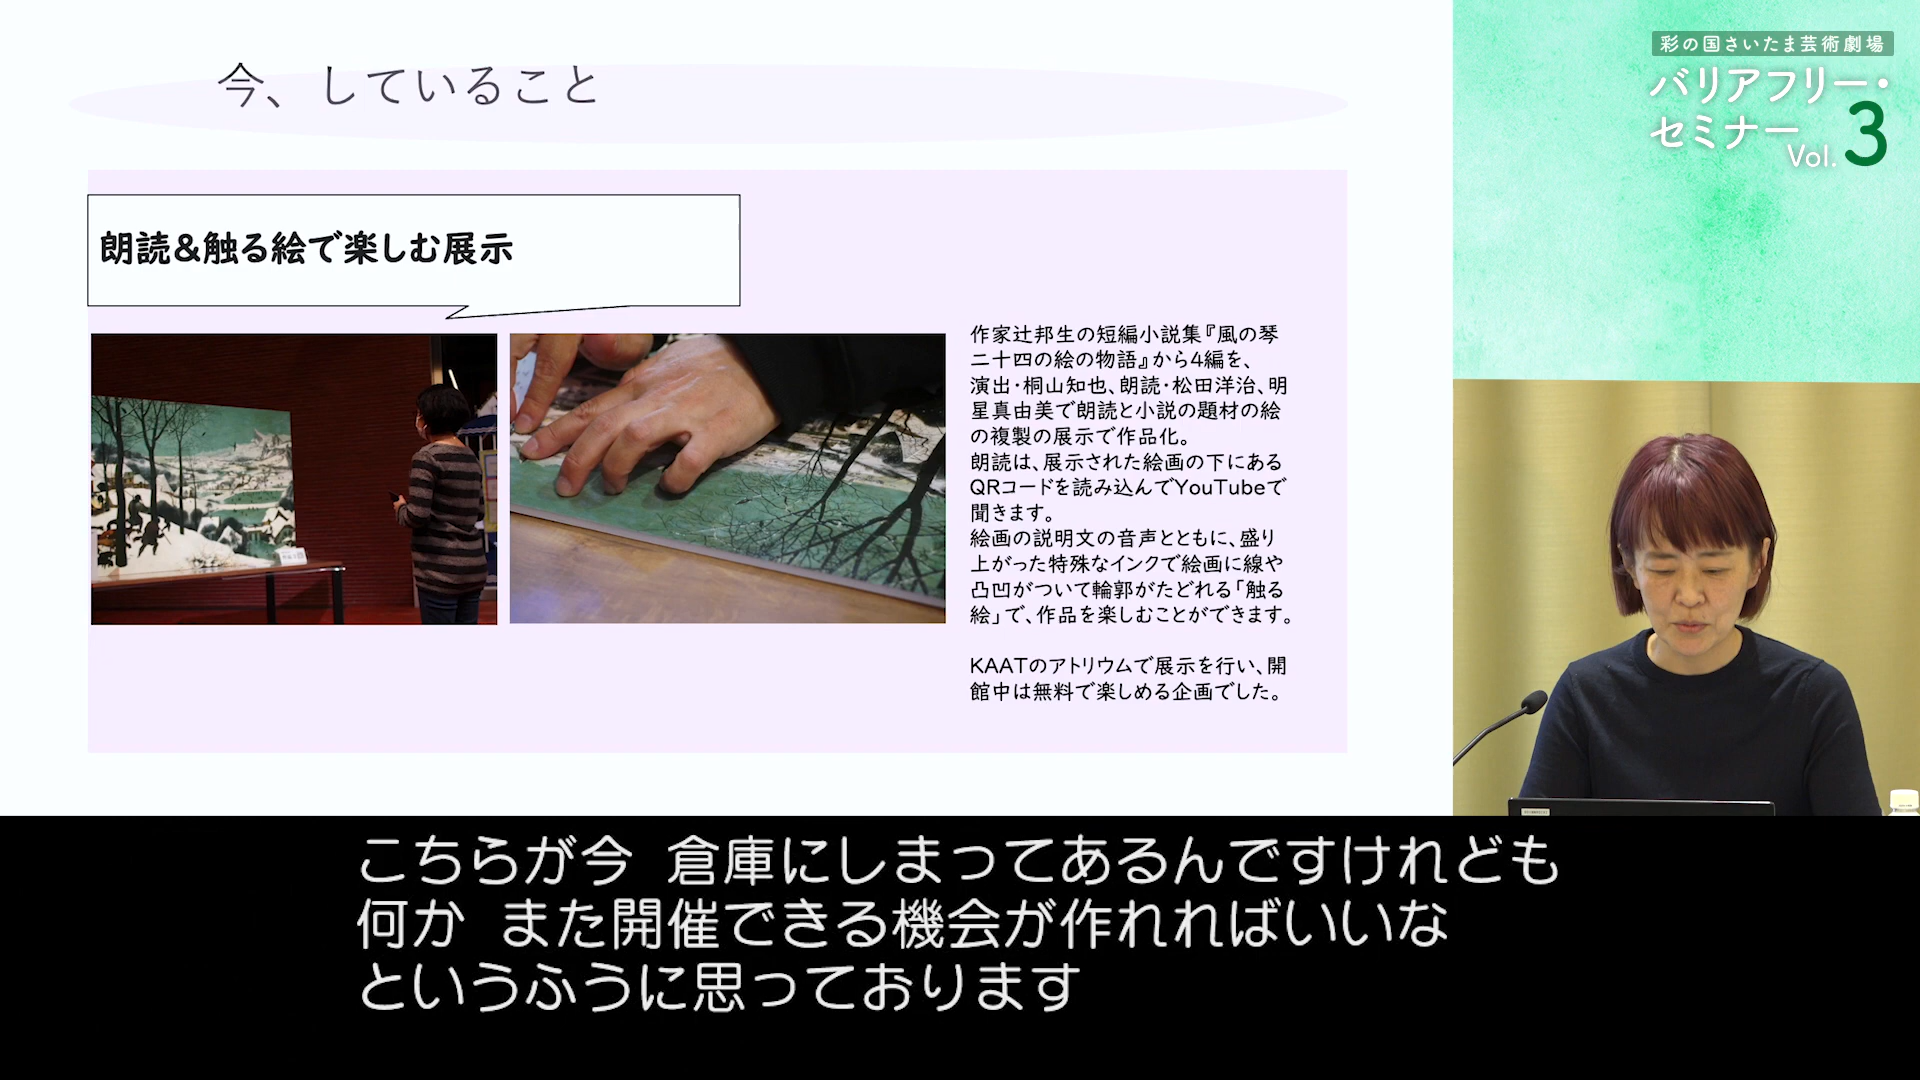 今、していること
朗読&触る絵で楽しむ展示
作家辻邦生の短編小説集『風の琴
二十四の絵の物語』から4編を、
演出・桐山知也、朗読・松田洋治、明
星真由美で朗読と小説の題材の絵
の複製の展示で作品化。
朗読は、展示された絵画の下にある
QRコードを読み込んでYouTubeで
聞きます。
絵画の説明文の音声とともに、盛り
上がった特殊なインクで絵画に線や
凸凹がついて輪郭がたどれる「触る
絵」で、作品を楽しむことができます。
KAATのアトリウムで展示を行い、開
館中は無料で楽しめる企画でした。
彩の国さいたま芸術劇場
バリアフリー・
セミナー
Vol. 3
こちらが今 倉庫にしまってあるんですけれども
何か また開催できる機会が作れればいいな
というふうに思っております